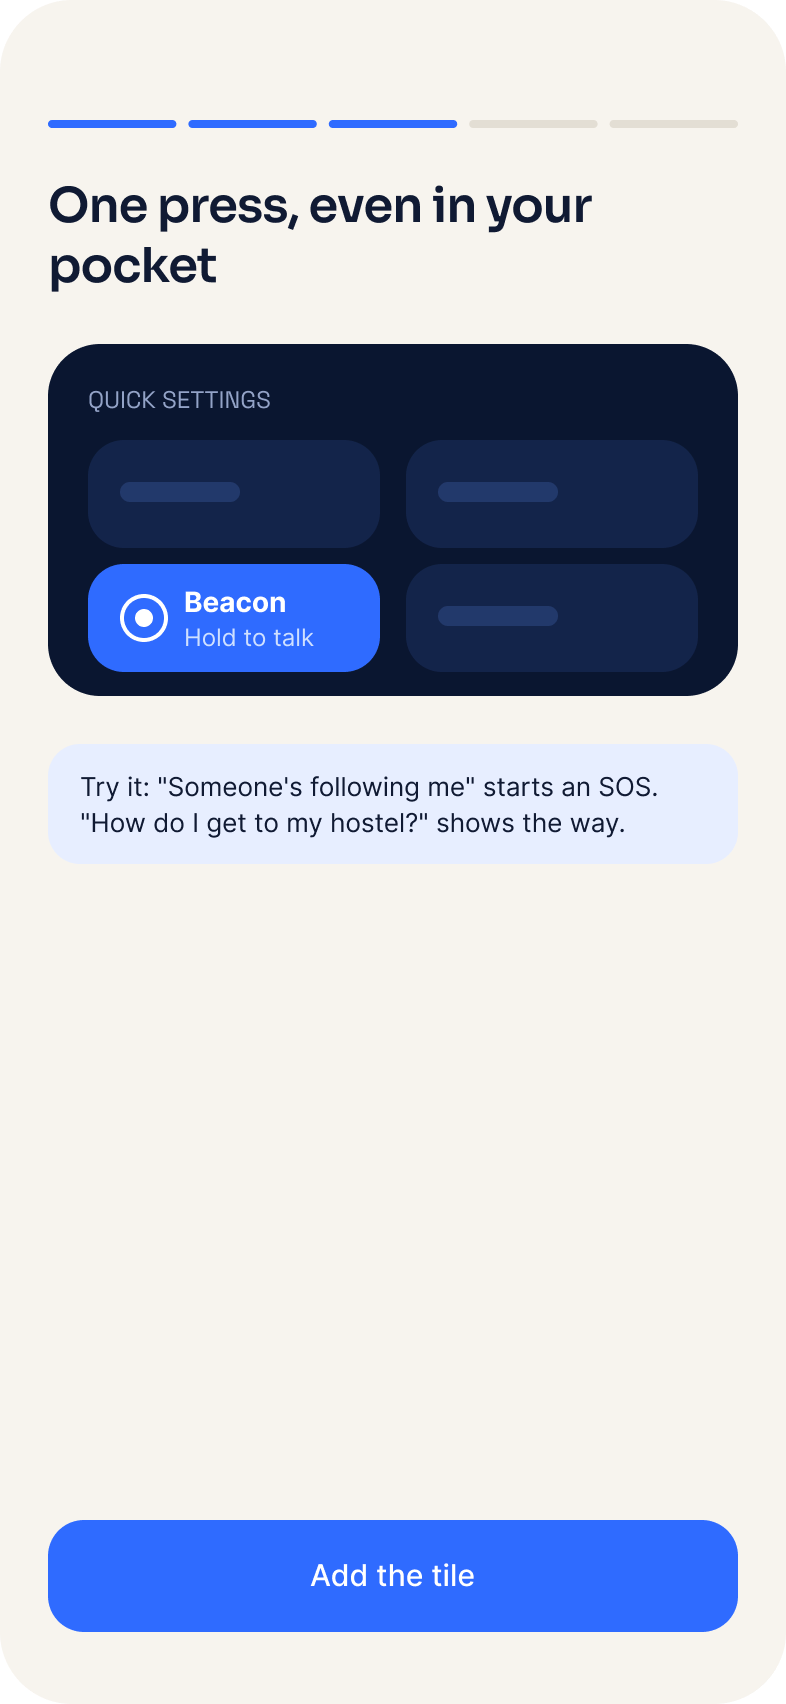 One press, even in your
pocket
QUICK SETTINGS
Beacon
Hold to talk
Try it: "Someone's following me" starts an SOS.
"How do I get to my hostel?" shows the way.
Add the tile